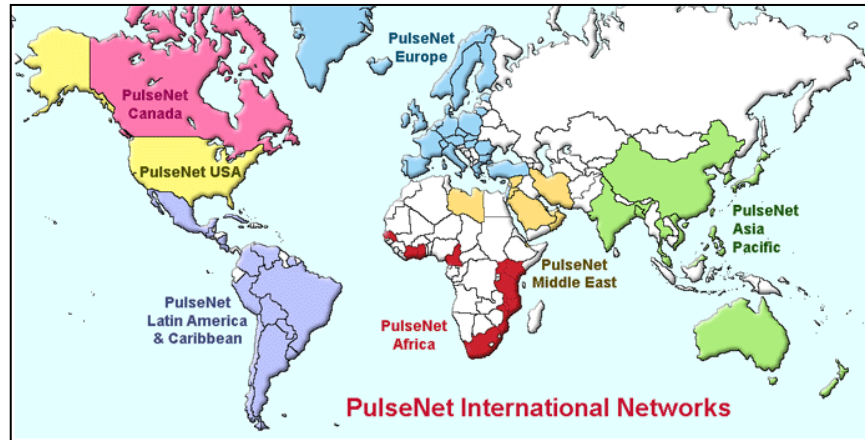 PulseNet
Europe
PulseNet
Canada
PulseNet USA
PulseNet
Asia
Pacific
PulseNet
Middle East
PulseNet
Latin America
& Caribbean
PulseNet
Africa
PulseNet International Networks